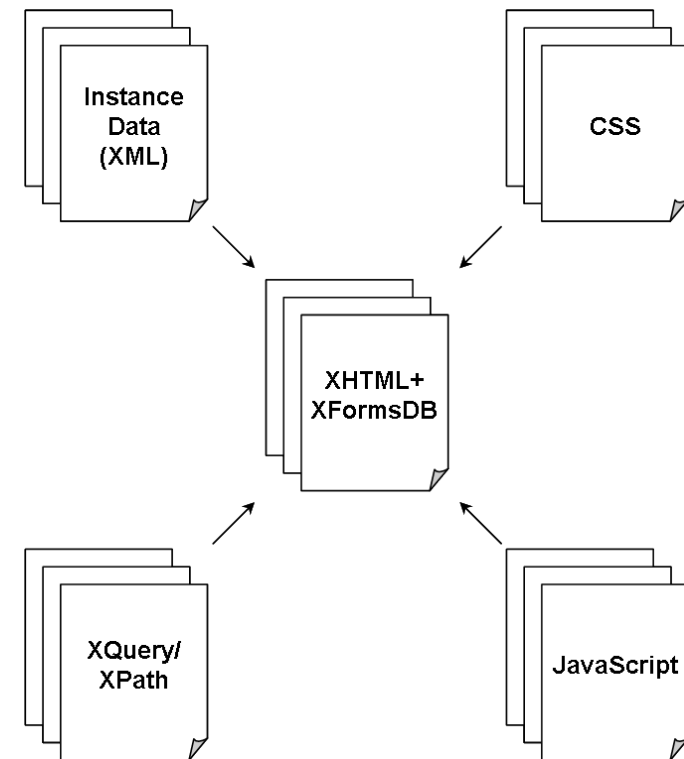 Instance
Data
(XML)
CSS
XHTML+
XFormsDB
XQuery/
XPath
JavaScript